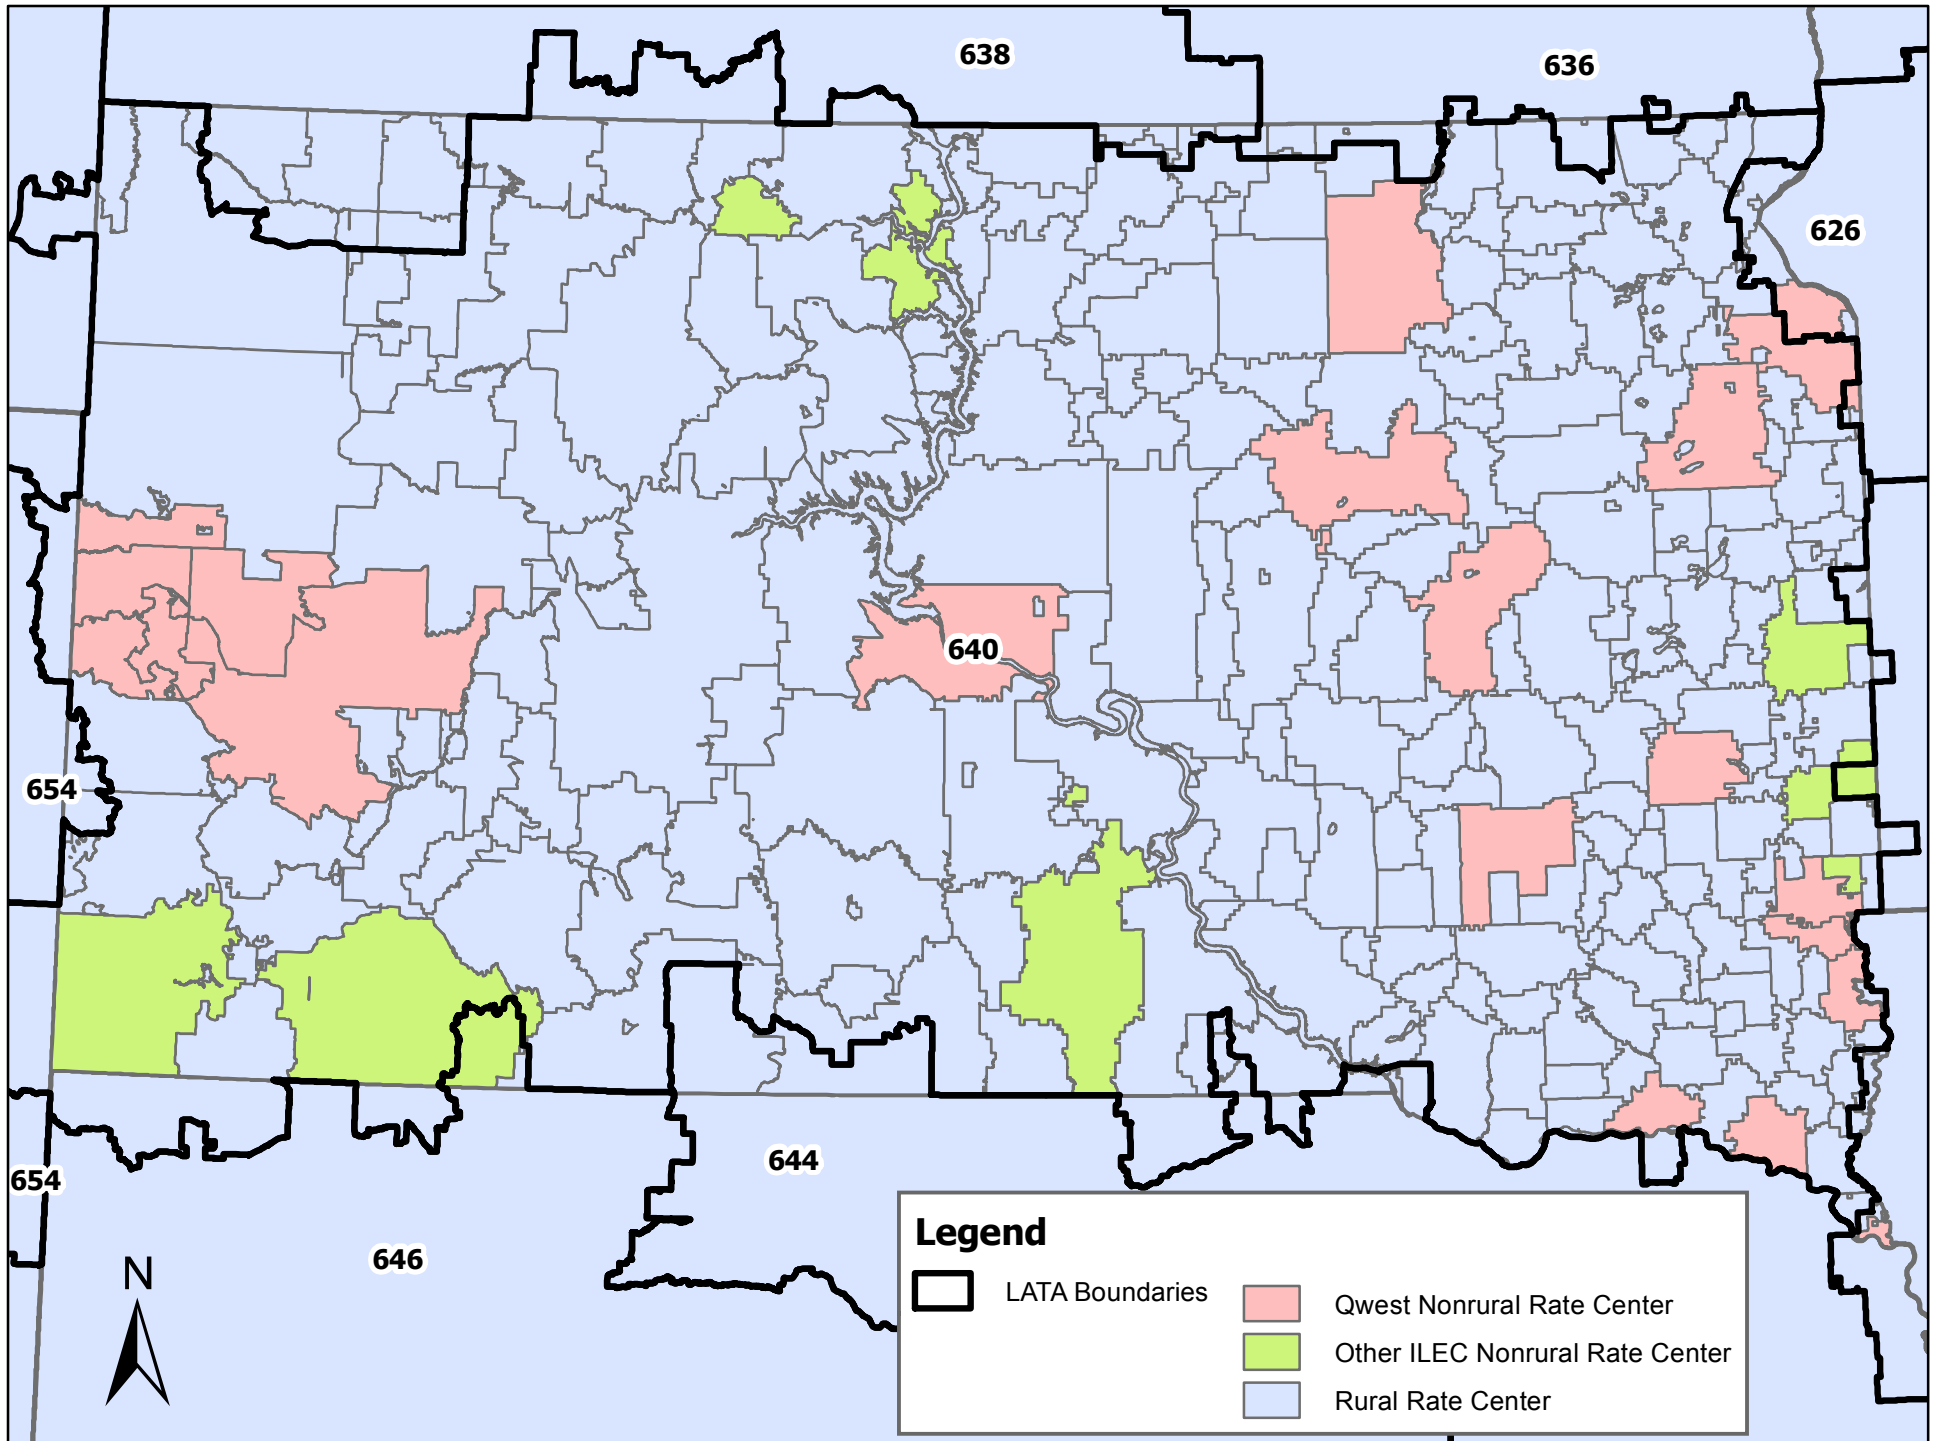 638
636
626
640
654
644
654
646
N
Legend
LATA Boundaries
Qwest Nonrural Rate Center
Other ILEC Nonrural Rate Center
Rural Rate Center